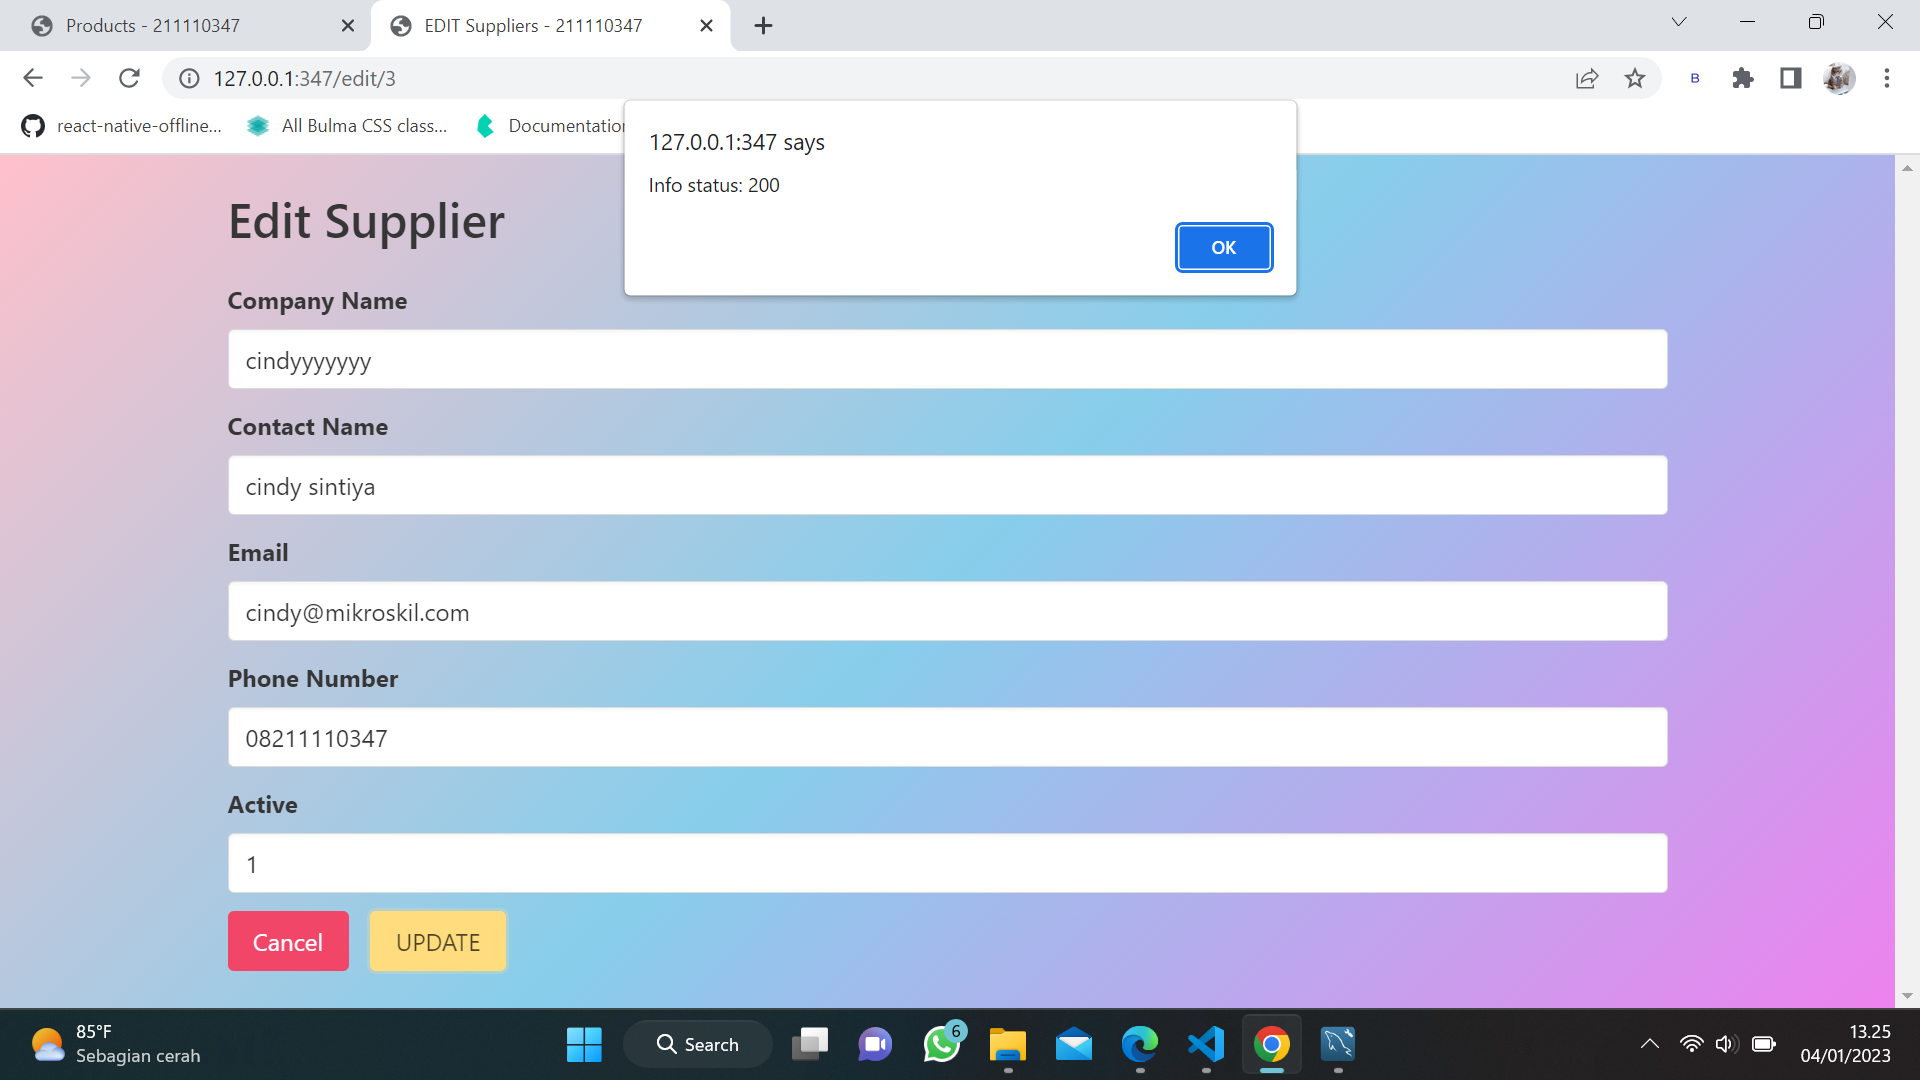 Products - 211110347
EDIT Suppliers - 211110347
127.0.0.1:347/edit/3
B
react-native-offline...
All Bulma CSS class...
Documentation
127.0.0.1:347 says
Info status: 200
OK
Edit Supplier
Company Name
cindyyyyyyy
Contact Name
cindy sintiya
Email
cindy@mikroskil.com
Phone Number
08211110347
Active
1
Cancel
UPDATE
85°F
Sebagian cerah
Search
6
13.25
04/01/2023